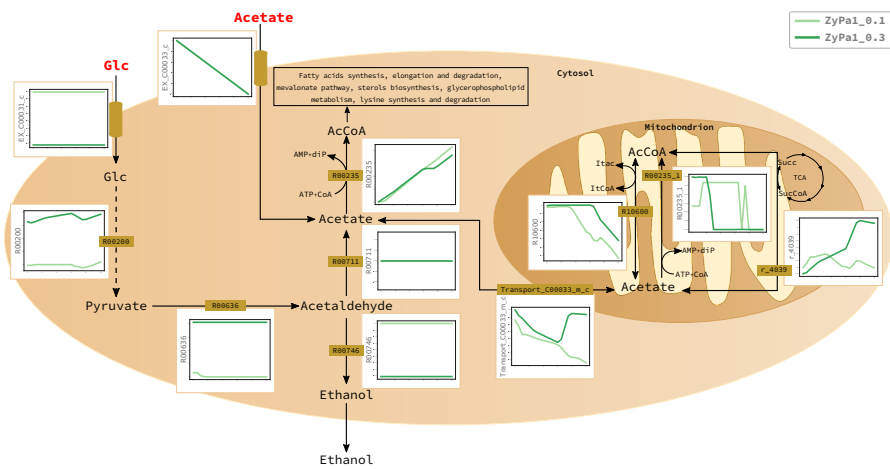 Acetate
ZyPa1_0.1
ZyPa1_0.3
Glc
EX_C00033_c
Cytosol
Fatty acids synthesis, elongation and degradation,
mevalonate pathway, sterols biosynthesis, glycerophospholipid
metabolism, lysine synthesis and degradation
EX_C00031_c
AcCoA
Mitochondrion
AMP+diP
R00235
ATP+CoA
R00235
AcCoA
Itac
ItCoA
R00235_1
R00235_1
Succ
TCA
SucCoA
Glc
Acetate
R10600
R10600
R00200
R00200
R00711
R00711
AMP+diP
ATP+CoA
r_4039
r_4039
Transport_C00033_m_c
Acetate
Pyruvate
R00636
Acetaldehyde
R00636
R00746
R00746
Transport_C00033_m_c
Ethanol
Ethanol